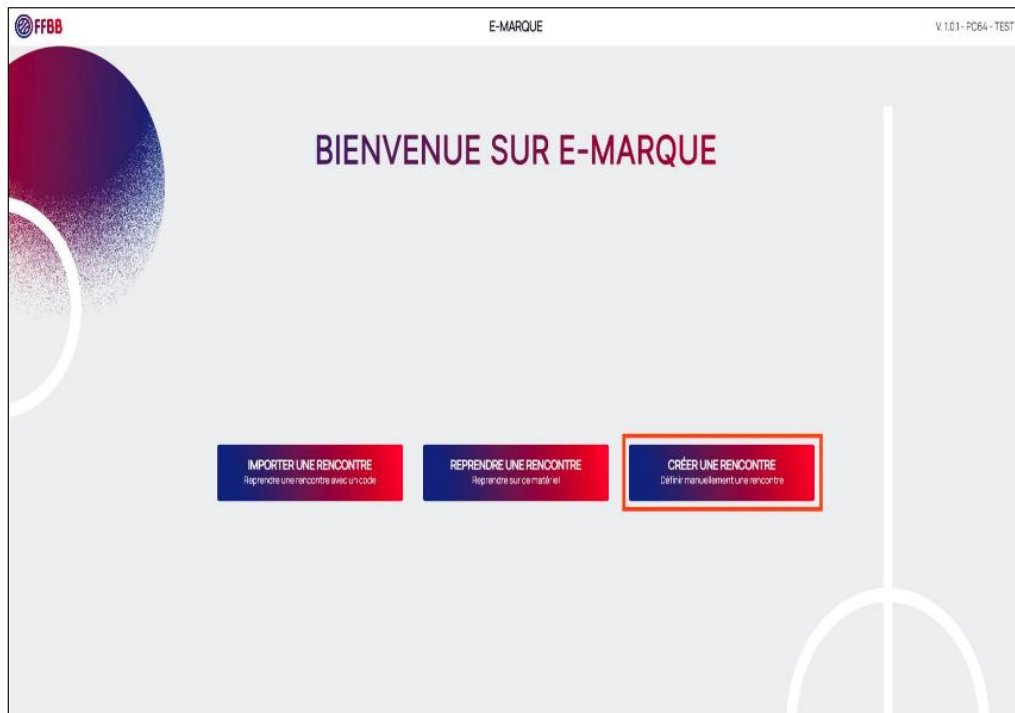 FFBB
E-MARQUE
V. 1.0.1 - PC64 - TEST
BIENVENUE SUR E-MARQUE
IMPORTER UNE RENCONTRE
Reprendre une rencontre avec un code
REPRENDRE UNE RENCONTRE
Reprendre sur ce matériel
CRÉER UNE RENCONTRE
Définir manuellement une rencontre